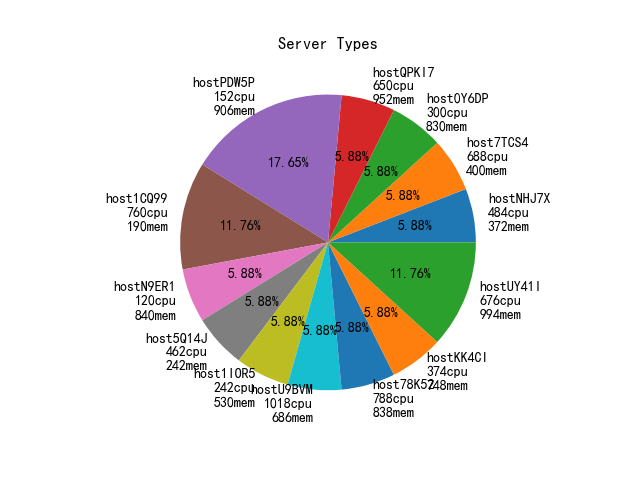 Server Types
hostQPKI7
650cpu
952mem
host0Y6DP
300cpu
830mem
host7TCS4
688cpu
400mem
hostNHJ7X
484cpu
372mem
hostPDW5P
152cpu
906mem
host1CQ99
760cpu
190mem
hostN9ER1
120cpu
840mem
host5Q14J
462cpu
242mem
host1I0R5
242cpu
530mem
hostU9BVM
1018cpu
686mem
788cpu
838mem
hostKK4CI
374cpu
hostUY41I
676cpu
994mem
5.88%
5.88%
5.88%
5.88%
17.65%
11.76%
5.88%
5.88%
5.88%
5.88%
5.88%
5.88%
11.76%